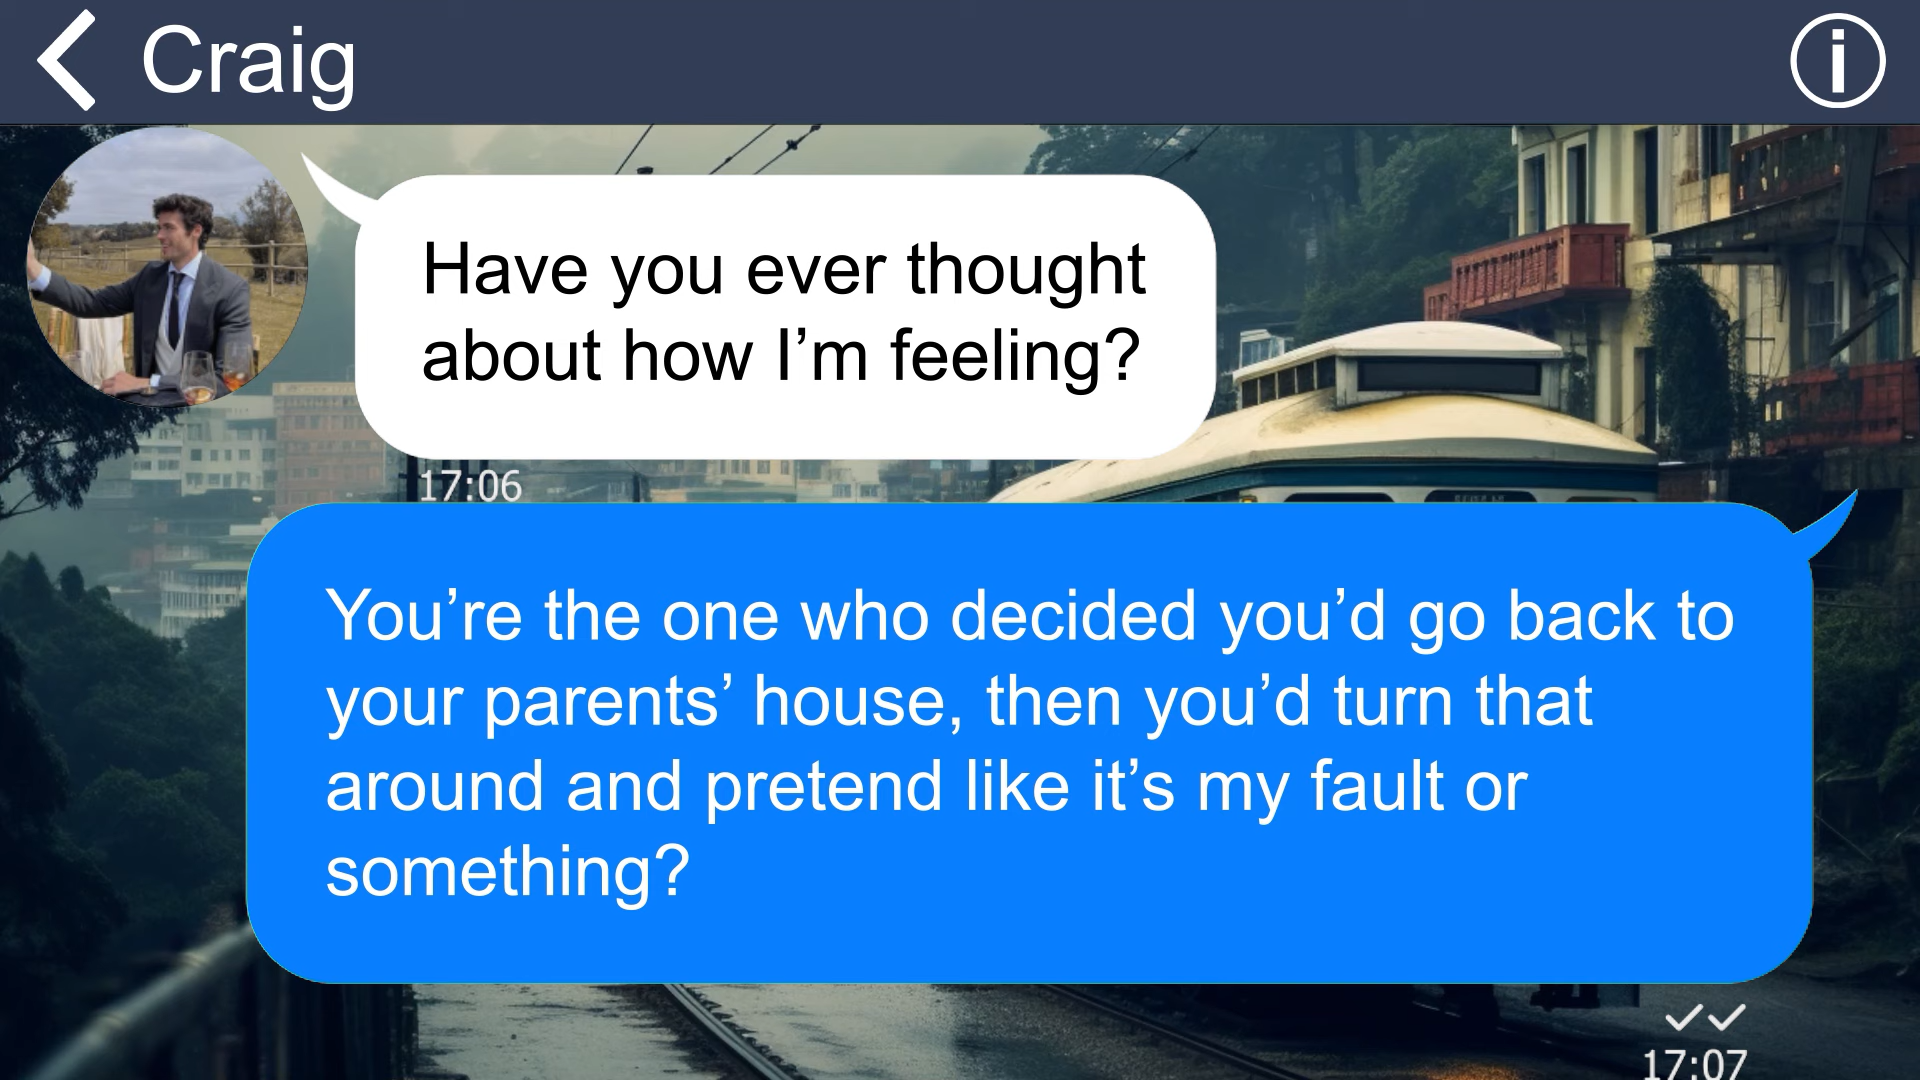 Craig
Have you ever thought
about how I’m feeling?
17:06
You’re the one who decided you’d go back to
your parents’ house, then you’d turn that
around and pretend like it’s my fault or
something?
17:07